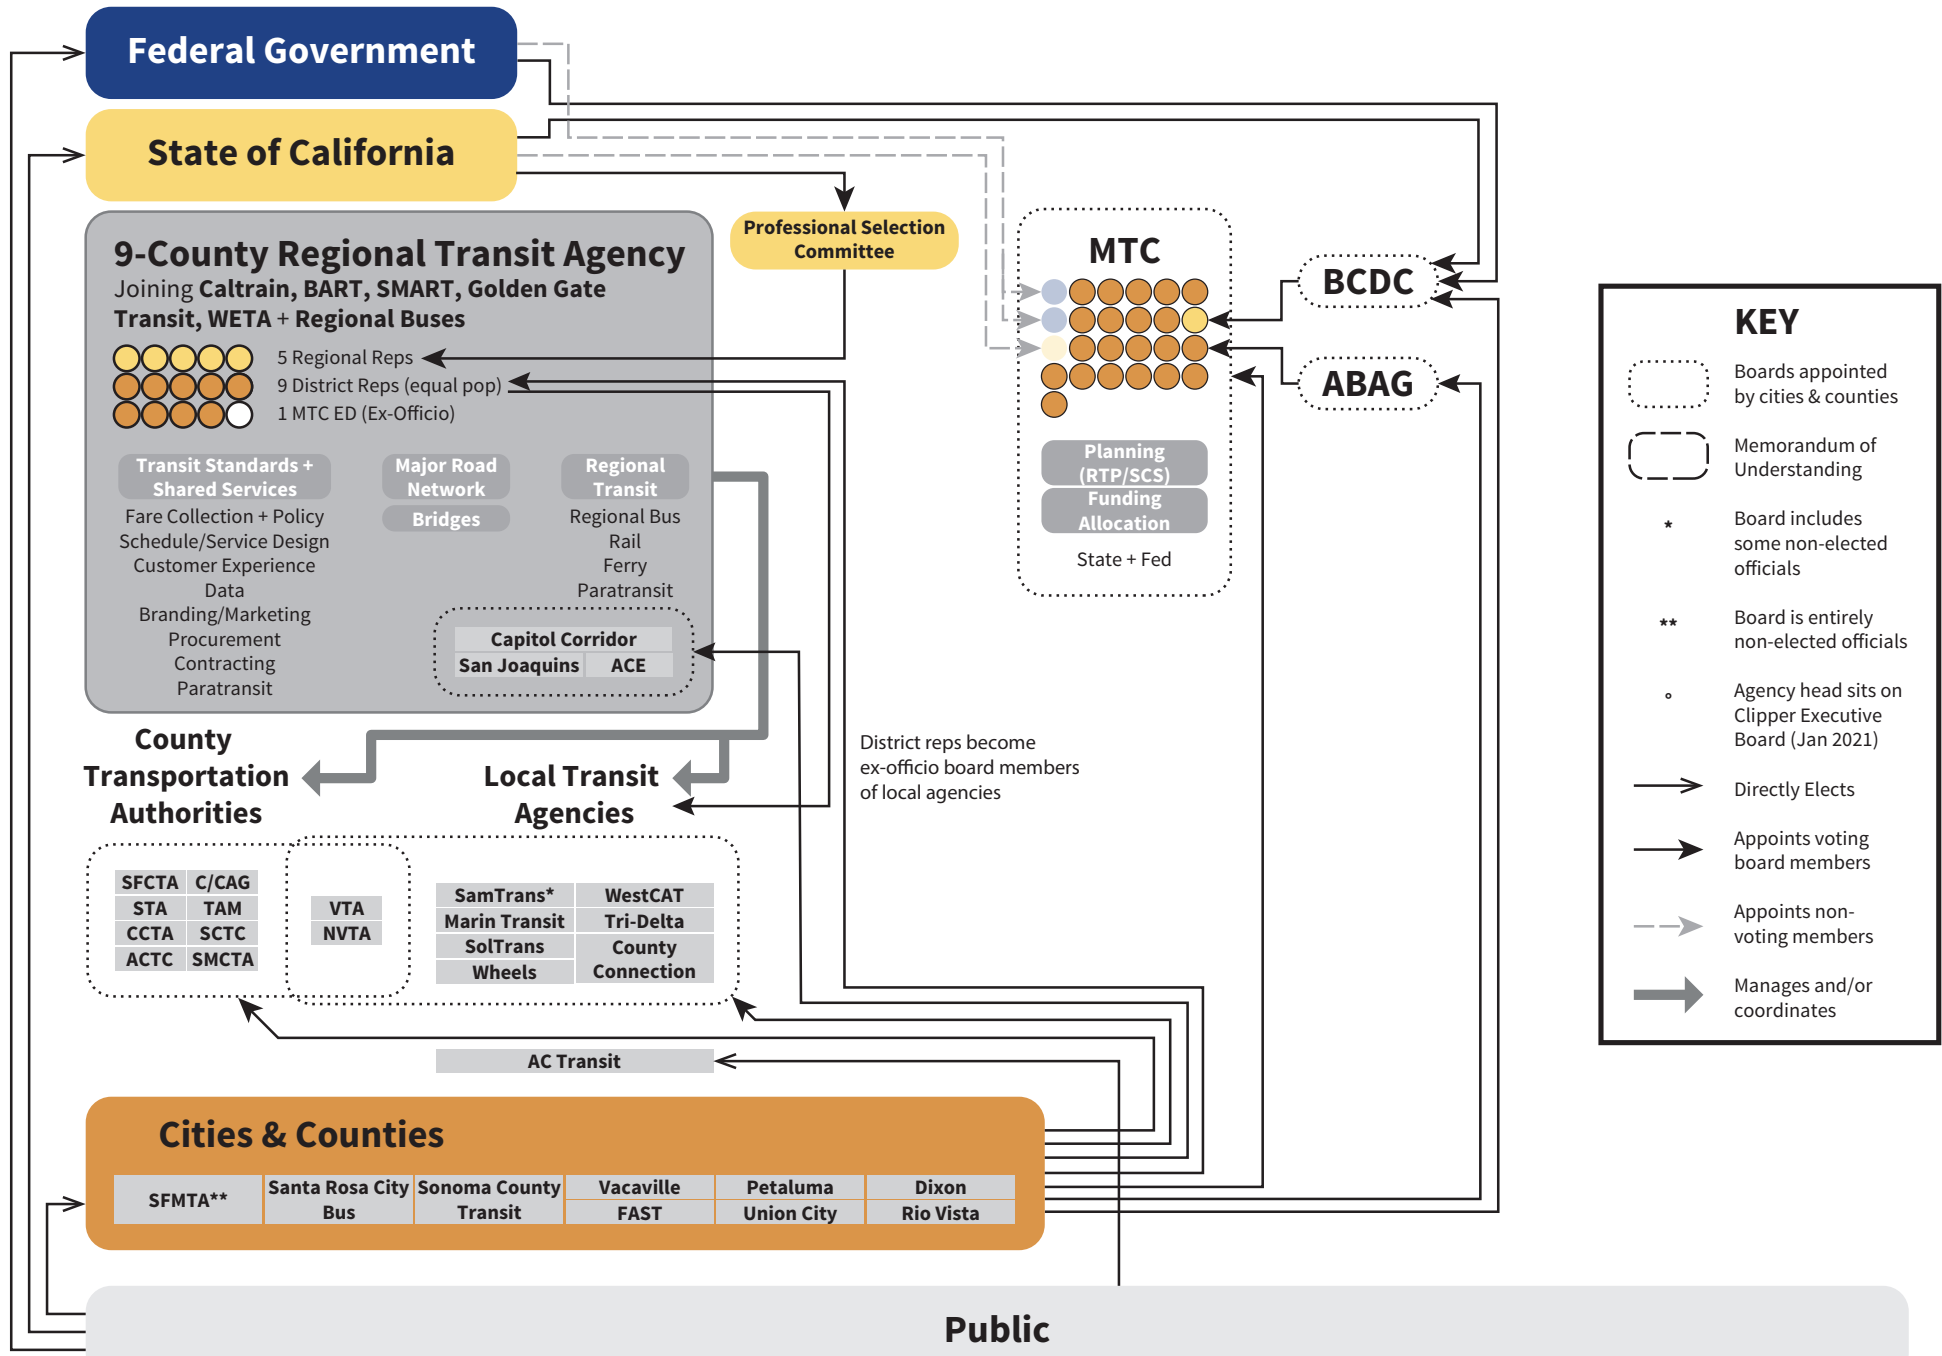 Federal Government
State of California
9-County Regional Transit Agency
Joining Caltrain, BART, SMART, Golden Gate
Transit, WETA + Regional Buses
5 Regional Reps
9 District Reps (equal pop)
1 MTC ED (Ex-Officio)
Transit Standards +
Shared Services
Fare Collection + Policy
Schedule/Service Design
Customer Experience
Data
Branding/Marketing
Procurement
Contracting
Paratransit
Major Road
Network
Bridges
Regional
Transit
Regional Bus
Rail
Ferry
Paratransit
Capitol Corridor
San Joaquins
ACE
Professional Selection
Committee
MTC
Planning
(RTP/SCS)
Funding
Allocation
State + Fed
BCDC
ABAG
County
Transportation
Authorities
Local Transit
Agencies
District reps become
ex-officio board members
of local agencies
SFCTA
C/CAG
STA
TAM
CCTA
SCTC
ACTC
SMCTA
VTA
NVTA
SamTrans*
Marin Transit
SolTrans
Wheels
WestCAT
Tri-Delta
County
Connection
AC Transit
Cities & Counties
SFMTA**
Santa Rosa City
Bus
Sonoma County
Transit
Vacaville
FAST
Petaluma
Union City
Dixon
Rio Vista
Public
KEY
Boards appointed
by cities & counties
Memorandum of
Understanding
*
Board includes
some non-elected
officials
**
Board is entirely
non-elected officials
°
Agency head sits on
Clipper Executive
Board (Jan 2021)
Directly Elects
Appoints voting
board members
Appoints non-
voting members
Manages and/or
coordinates